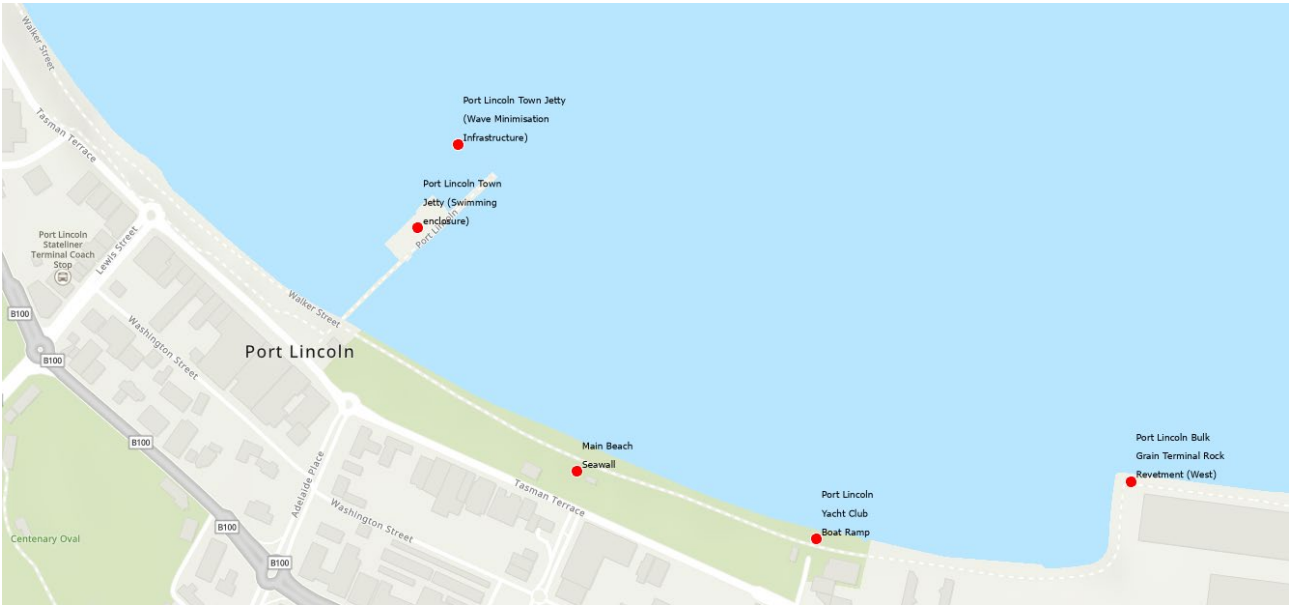 Walker Street
Tasman Terrace
Port Lincoln Town Jetty
(Wave Minimisation
Infrastructure)
Port Lincoln Town
Jetty (Swimming
enclosure)
Port Lincoln
Port Lincoln
Stateliner
Terminal Coach
Stop
Lewis Street
Walker Street
B100
Washington Street
Port Lincoln
B100
Main Beach
Seawall
Port Lincoln Bulk
Grain Terminal Rock
Revetment (West)
B100
Adelaide Place
Tasman Terrace
Port Lincoln
Yacht Club
Boat Ramp
Washington Street
B100
Centenary Oval
B100